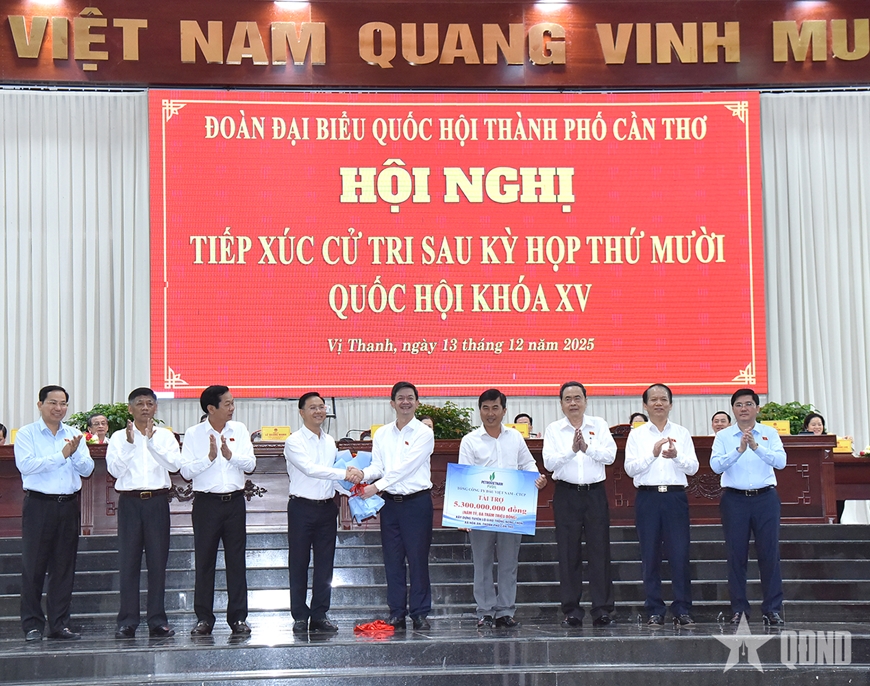 VIỆT NAM QUANG VINH MU
ĐOÀN ĐẠI BIỂU QUỐC HỘI THÀNH PHỐ CẦN THƠ
HỘI NGHỊ
TIẾP XÚC CỬ TRI SAU KỲ HỌP THỨ MƯỜI
QUỐC HỘI KHÓA XV
Vị Thanh, ngày 13 tháng 12 năm 2025
PETROVIETNAM
TÀI TRỢ
5.300.000.000 đồng
QĐND